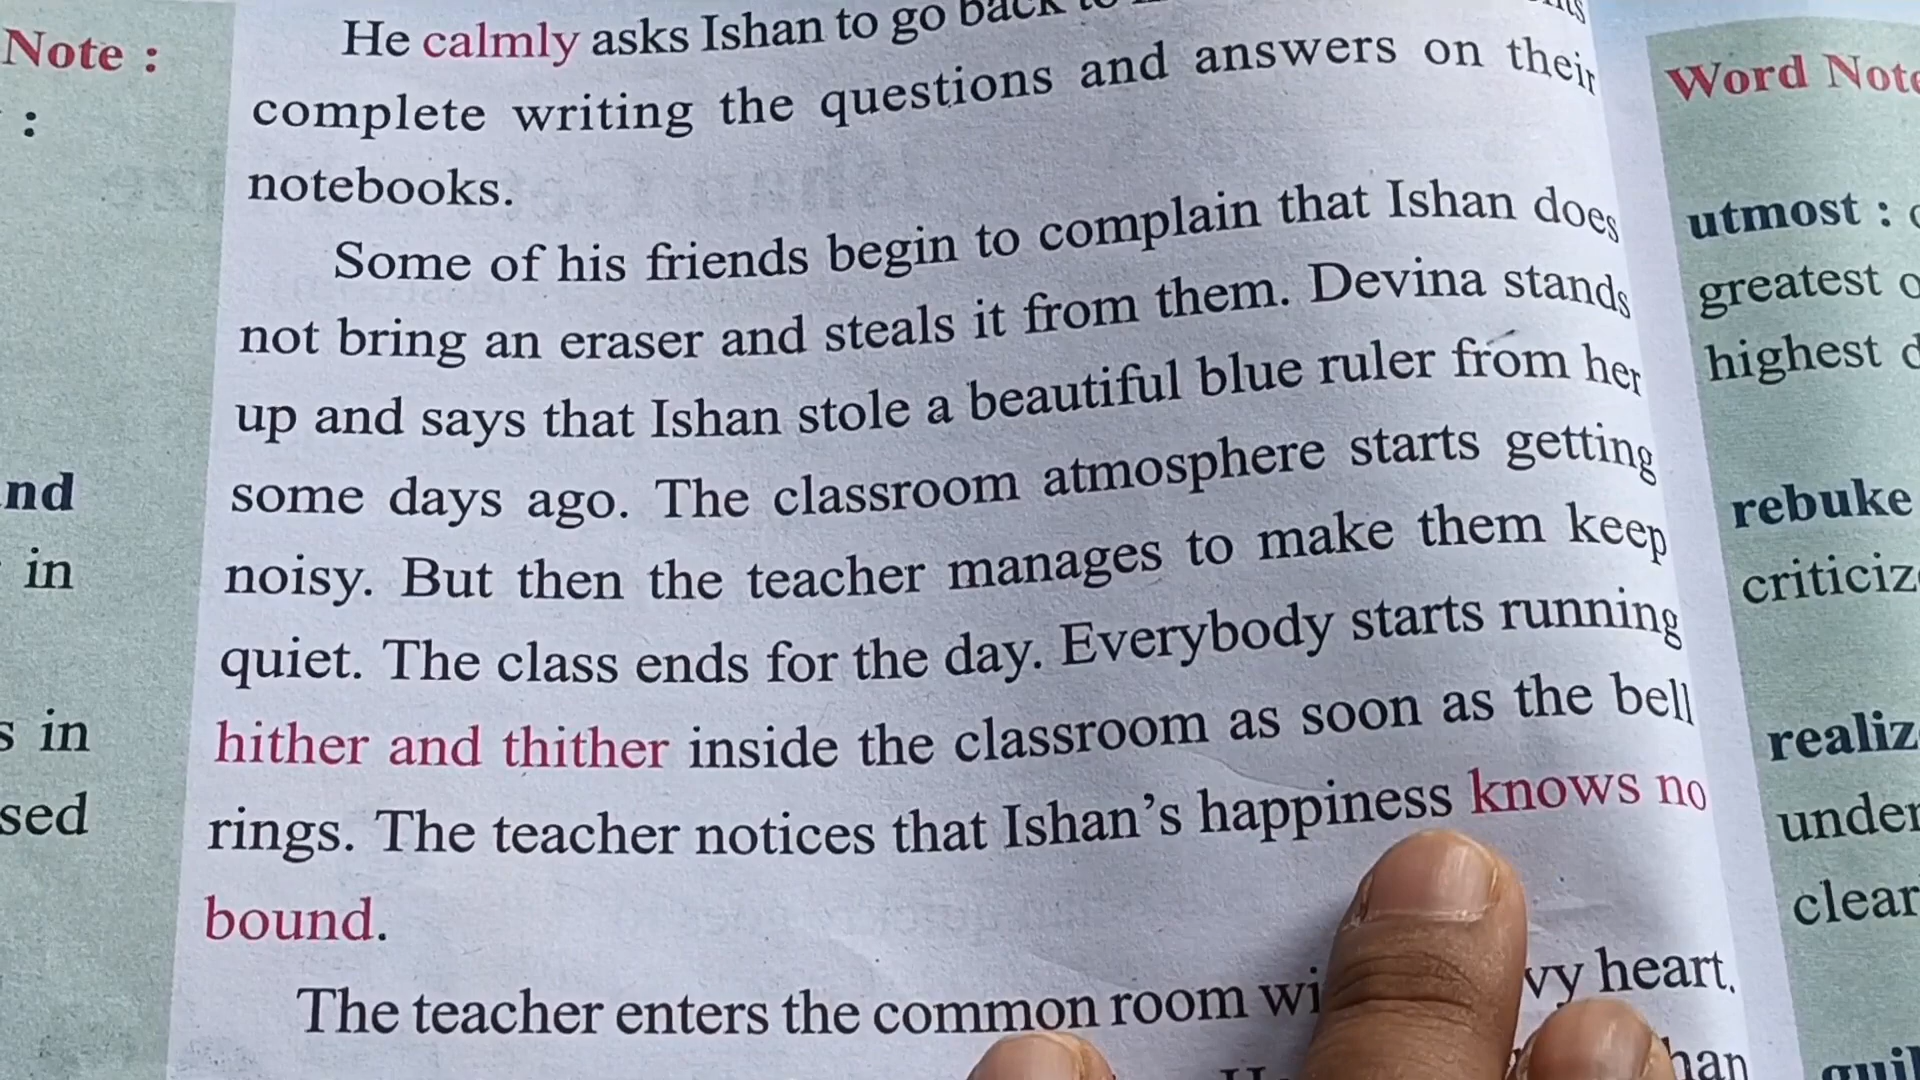 Note :
:
nd
in
s in
sed
He calmly asks Ishan to go back
complete writing the questions and answers on their
notebooks.
Some of his friends begin to complain that Ishan does
not bring an eraser and steals it from them. Devina stands
up and says that Ishan stole a beautiful blue ruler from her
some days ago. The classroom atmosphere starts getting
noisy. But then the teacher manages to make them keep
quiet. The class ends for the day. Everybody starts running
hither and thither inside the classroom as soon as the bell
rings. The teacher notices that Ishan's happiness knows no
bound.
The teacher enters the common room wi vy heart.
Word Note
utmost :
greatest
highest
rebuke
criticiz
realiz
under
clear